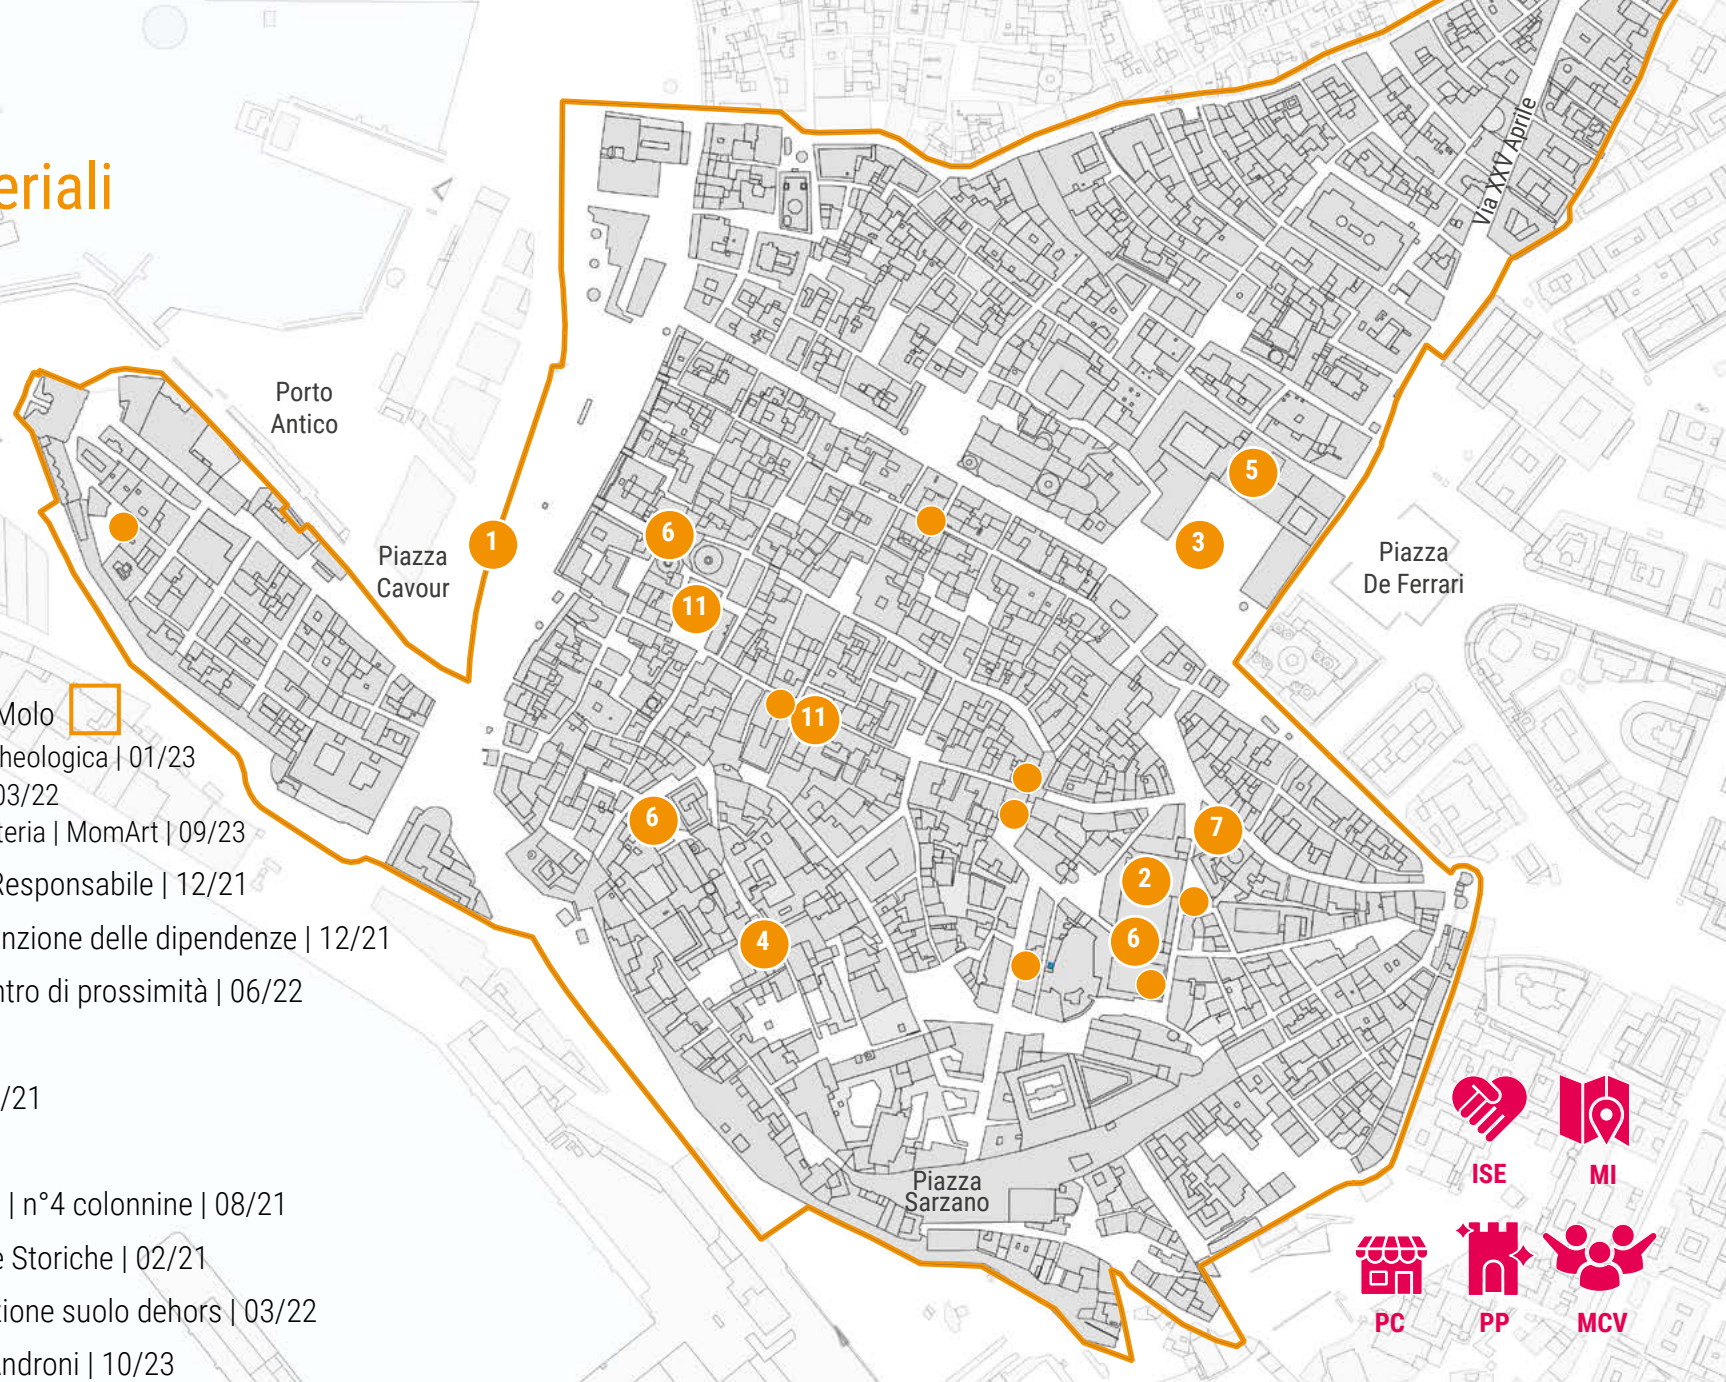 eriali
Via XXV Aprile
Porto
Antico
Piazza
Cavour
1
6
11
5
3
Piazza
De Ferrari
11
6
4
7
2
6
Piazza
Sarzano
Molo
heologica | 01/23
03/22
teria | MomArt | 09/23
Responsabile | 12/21
nzione delle dipendenze | 12/21
ntro di prossimità | 06/22
/21
| n°4 colonnine | 08/21
e Storiche | 02/21
zione suolo dehors | 03/22
Androni | 10/23
ISE
MI
PC
PP
MCV